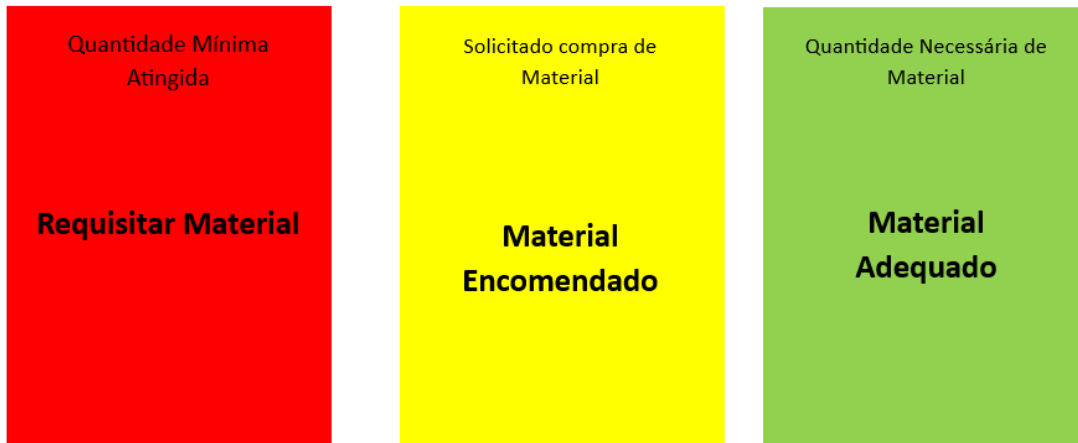 Quantidade Mínima
Atingida
Requisitar Material
Solicitado compra de
Material
Material
Encomendado
Quantidade Necessária de
Material
Material
Adequado